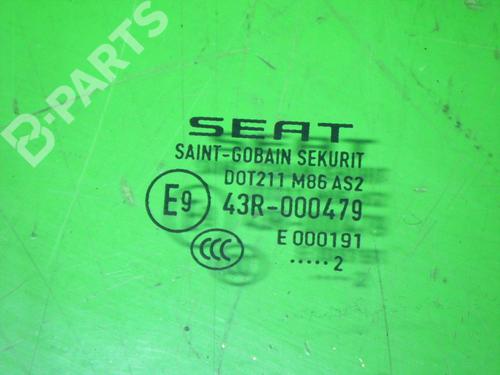 B-PARTS
SEAT
SAINT-GOBAIN SEKURIT
DOT211 M86 AS2
E9 43R-000479
E 000191
CCC
..... 2